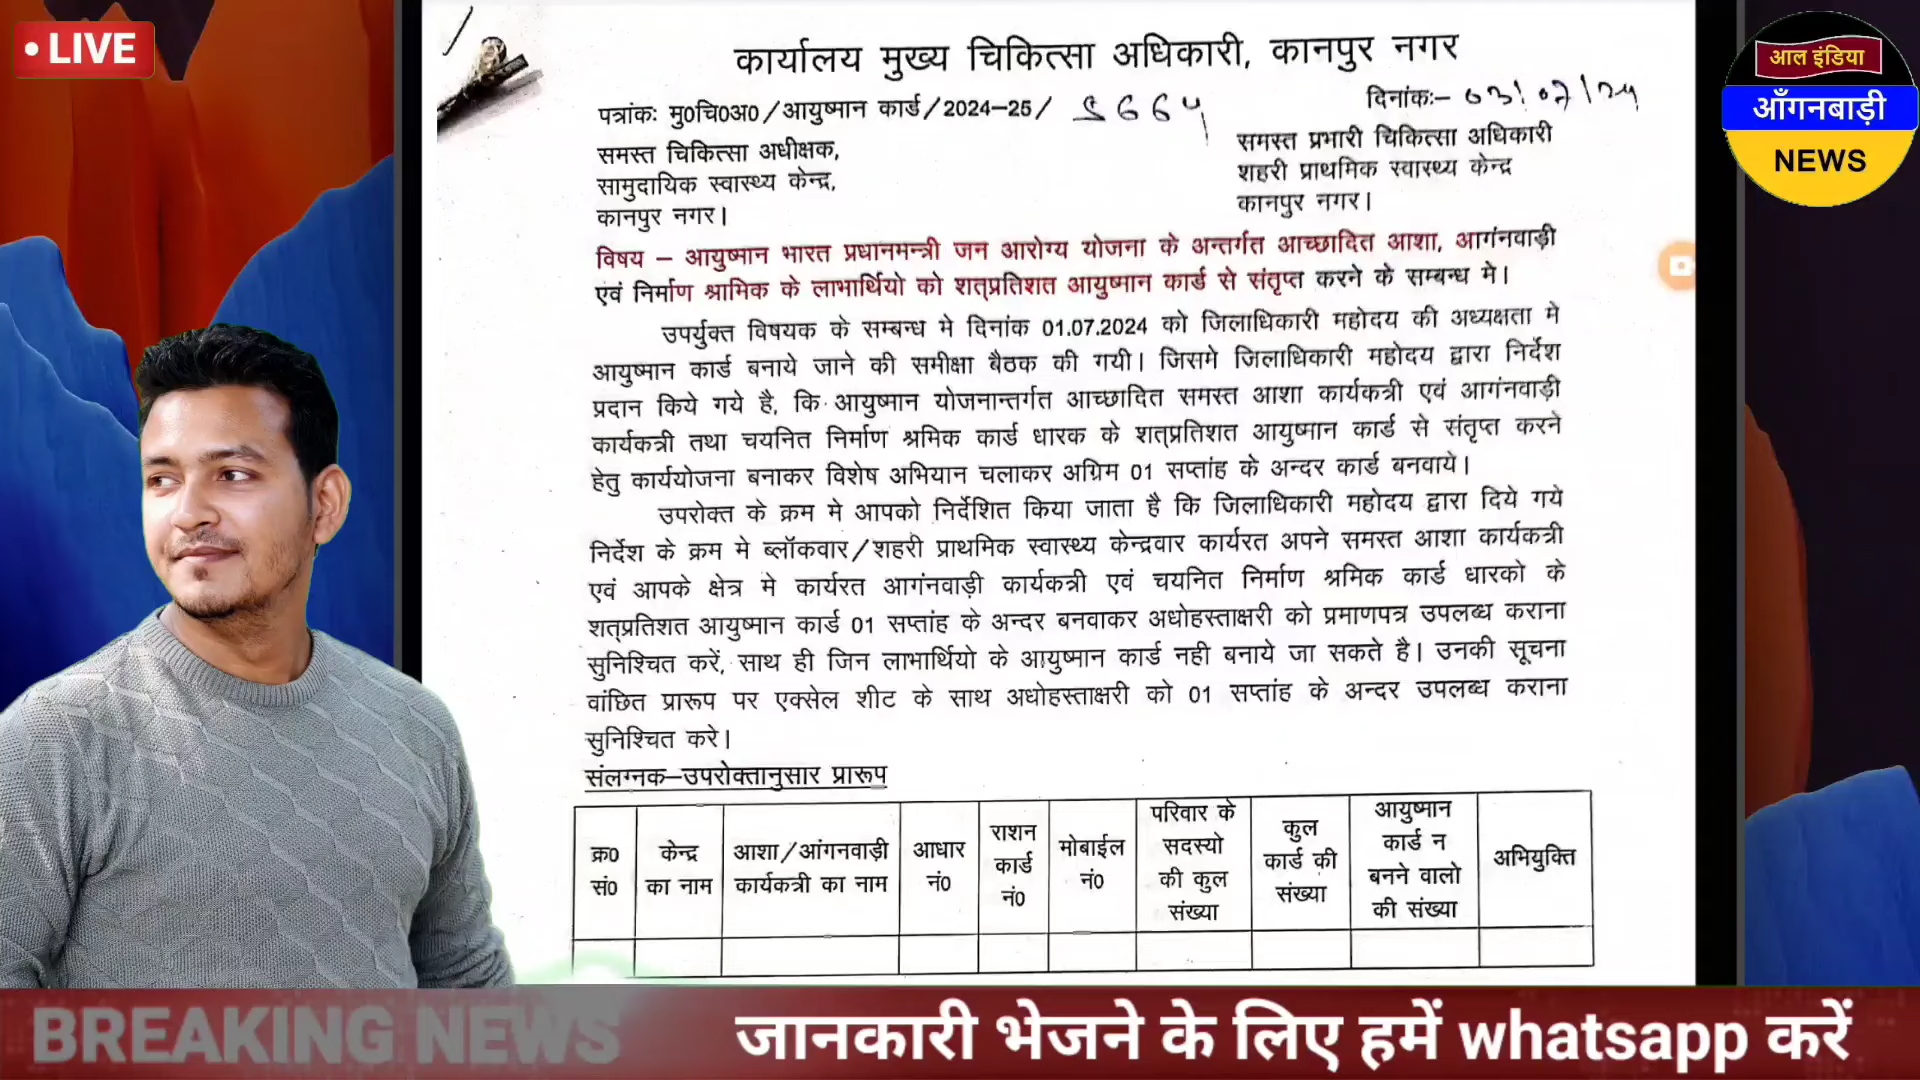 • LIVE
आल इंडिया
आँगनबाड़ी
NEWS
कार्यालय मुख्य चिकित्सा अधिकारी, कानपुर नगर
पत्रांकः मु0चि0अ0/आयुष्मान कार्ड/2024-25/
दिनांकः- 03/07/24
समस्त चिकित्सा अधीक्षक,
सामुदायिक स्वास्थ्य केन्द्र,
कानपुर नगर।
समस्त प्रभारी चिकित्सा अधिकारी
शहरी प्राथमिक स्वास्थ्य केन्द्र
कानपुर नगर।
विषय – आयुष्मान भारत प्रधानमन्त्री जन आरोग्य योजना के अन्तर्गत आच्छादित आशा, आगंनवाड़ी
एवं निर्माण श्रामिक के लाभार्थियो को शत्प्रतिशत आयुष्मान कार्ड से संतृप्त करने के सम्बन्ध मे।
उपर्युक्त विषयक के सम्बन्ध मे दिनांक 01.07.2024 को जिलाधिकारी महोदय की अध्यक्षता मे
आयुष्मान कार्ड बनाये जाने की समीक्षा बैठक की गयी। जिसमे जिलाधिकारी महोदय द्वारा निर्देश
प्रदान किये गये है, कि आयुष्मान योजनान्तर्गत आच्छादित समस्त आशा कार्यकत्री एवं आगंनवाड़ी
कार्यकत्री तथा चयनित निर्माण श्रमिक कार्ड धारक के शत्प्रतिशत आयुष्मान कार्ड से संतृप्त करने
हेतु कार्ययोजना बनाकर विशेष अभियान चलाकर अग्रिम 01 सप्तांह के अन्दर कार्ड बनवाये।
उपरोक्त के क्रम मे आपको निर्देशित किया जाता है कि जिलाधिकारी महोदय द्वारा दिये गये
निर्देश के क्रम मे ब्लॉकवार/शहरी प्राथमिक स्वास्थ्य केन्द्रवार कार्यरत अपने समस्त आशा कार्यकत्री
एवं आपके क्षेत्र मे कार्यरत आगंनवाड़ी कार्यकत्री एवं चयनित निर्माण श्रमिक कार्ड धारको के
शत्प्रतिशत आयुष्मान कार्ड 01 सप्तांह के अन्दर बनवाकर अधोहस्ताक्षरी को प्रमाणपत्र उपलब्ध कराना
सुनिश्चित करें, साथ ही जिन लाभार्थियो के आयुष्मान कार्ड नही बनाये जा सकते है। उनकी सूचना
वांछित प्रारूप पर एक्सेल शीट के साथ अधोहस्ताक्षरी को 01 सप्तांह के अन्दर उपलब्ध कराना
सुनिश्चित करे।
संलग्नक–उपरोक्तानुसार प्रारूप
क्र0 सं0
केन्द्र का नाम
आशा/आंगनवाड़ी कार्यकत्री का नाम
आधार नं0
राशन कार्ड नं0
मोबाईल नं0
परिवार के सदस्यो की कुल संख्या
कुल कार्ड की संख्या
आयुष्मान कार्ड न बनने वालो की संख्या
अभियुक्ति
BREAKING NEWS
जानकारी भेजने के लिए हमें whatsapp करें